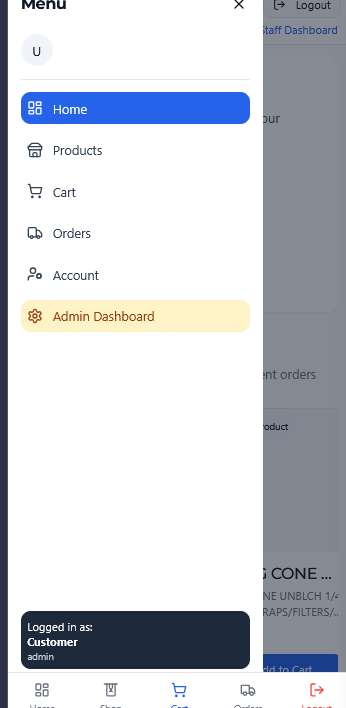 Menu
Logout
Staff Dashboard
U
Home
our
Products
Cart
Orders
Account
Admin Dashboard
ent orders
roduct
G CONE ...
NE UNBLCH 1/4
RAPS/FILTERS/...
Logged in as:
Customer
admin
dd to Cart
Home
Shop
Cart
Orders
Logout